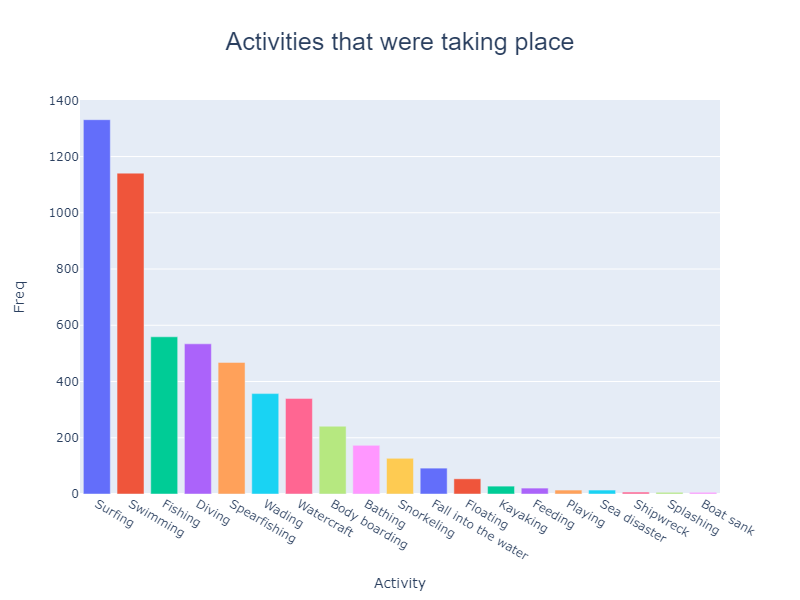 Activities that were taking place
1400
1200
1000
800
600
400
200
0
Freq
Surfing
Swimming
Fishing
Diving
Spearfishing
Wading
Watercraft
Body boarding
Bathing
Snorkeling
Fall into the water
Floating
Kayaking
Feeding
Playing
Sea disaster
Shipwreck
Splashing
Boat sank
Activity